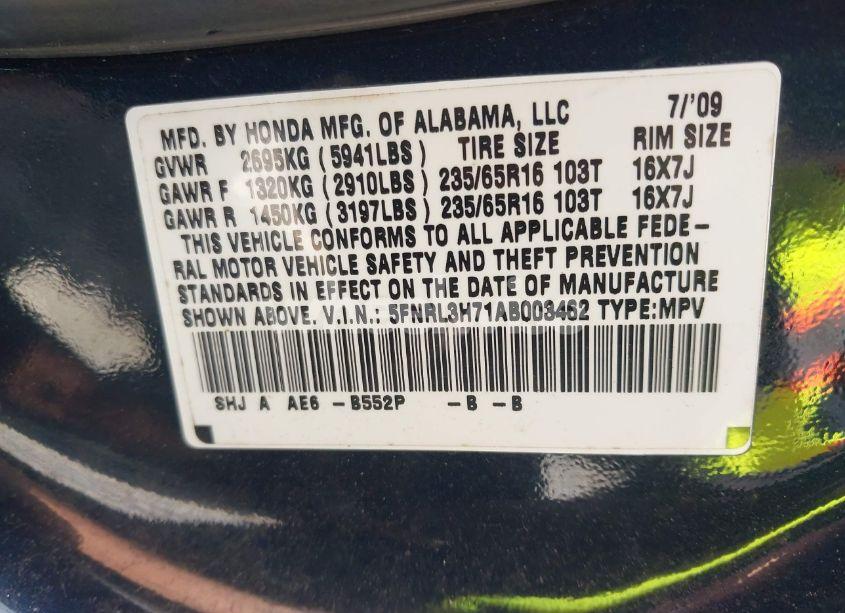 MFD. BY HONDA MFG. OF ALABAMA, LLC 7/'09
GVWR 2695KG (5941LBS) TIRE SIZE RIM SIZE
GAWR F 1320KG (2910LBS) 235/65R16 103T 16X7J
GAWR R 1450KG (3197LBS) 235/65R16 103T 16X7J
THIS VEHICLE CONFORMS TO ALL APPLICABLE FEDE-
RAL MOTOR VEHICLE SAFETY AND THEFT PREVENTION
STANDARDS IN EFFECT ON THE DATE OF MANUFACTURE
SHOWN ABOVE. V.I.N.: 5FNRL3H71AB003462 TYPE:MPV
SHJ A AE6 -B552P -B -B